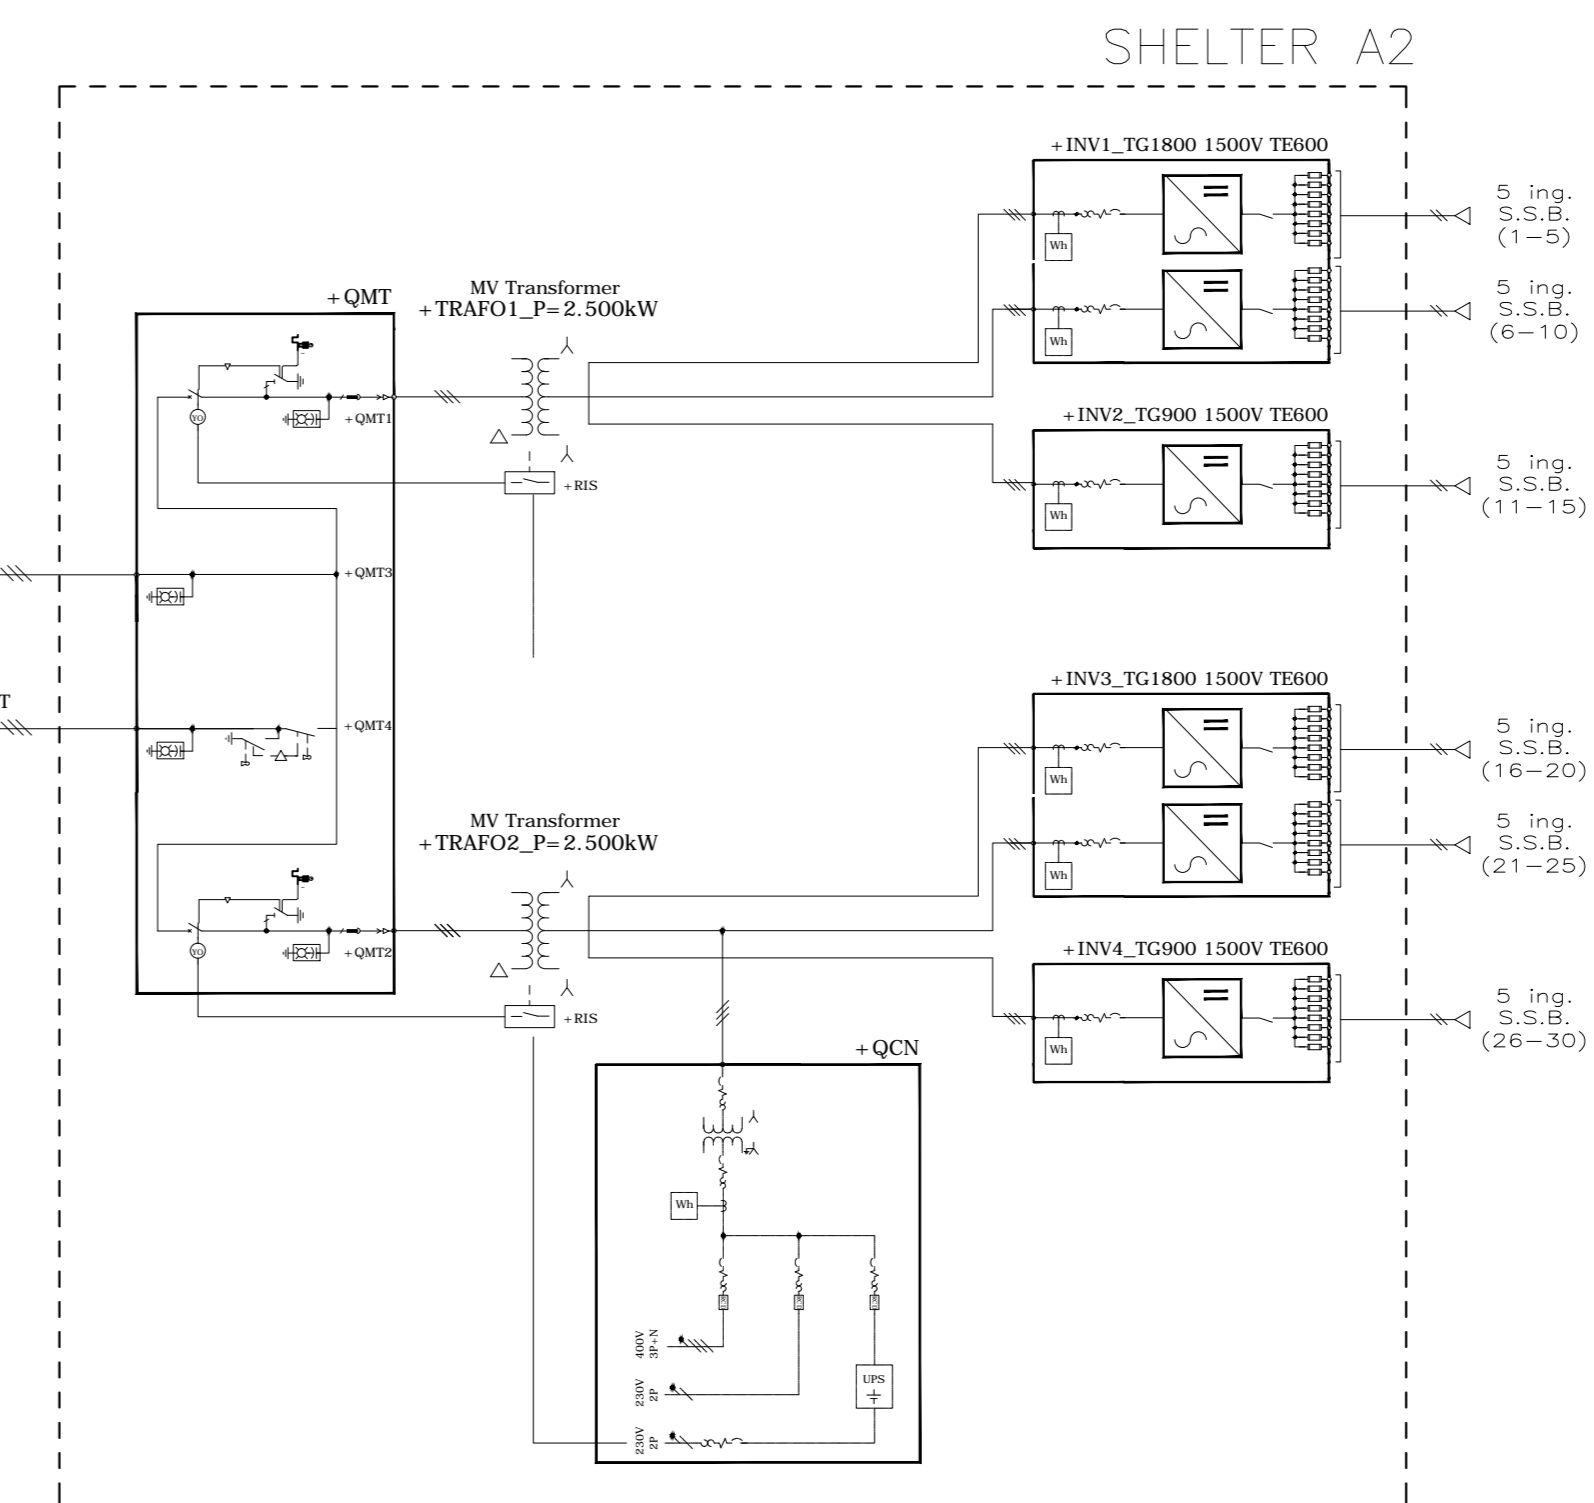 SHELTER A2
+INV1_TG1800 1500V TE600
5 ing.
S.S.B.
(1-5)
Wh
5 ing.
S.S.B.
(6-10)
Wh
+QMT
MV Transformer
+TRAFO1_P=2.500kW
YO
+QMT1
+INV2_TG900 1500V TE600
5 ing.
S.S.B.
(11-15)
Wh
+RIS
+QMT3
T
+QMT4
+INV3_TG1800 1500V TE600
5 ing.
S.S.B.
(16-20)
Wh
5 ing.
S.S.B.
(21-25)
Wh
MV Transformer
+TRAFO2_P=2.500kW
YO
+QMT2
+INV4_TG900 1500V TE600
5 ing.
S.S.B.
(26-30)
Wh
+RIS
+QCN
Wh
400V
3P+N
230V
2P
UPS
230V
2P